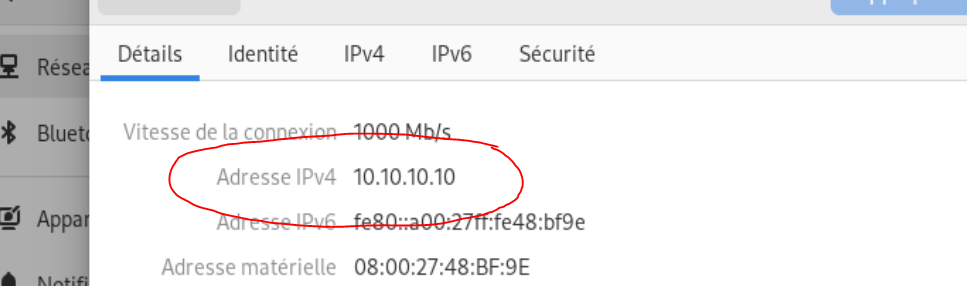 Détails Identité IPv4 IPv6 Sécurité
Vitesse de la connexion 1000 Mb/s
Adresse IPv4 10.10.10.10
Adresse IPv6 fe80::a00:27ff:fe48:bf9e
Adresse matérielle 08:00:27:48:BF:9E
Résea
Blueto
Appar
Notifi